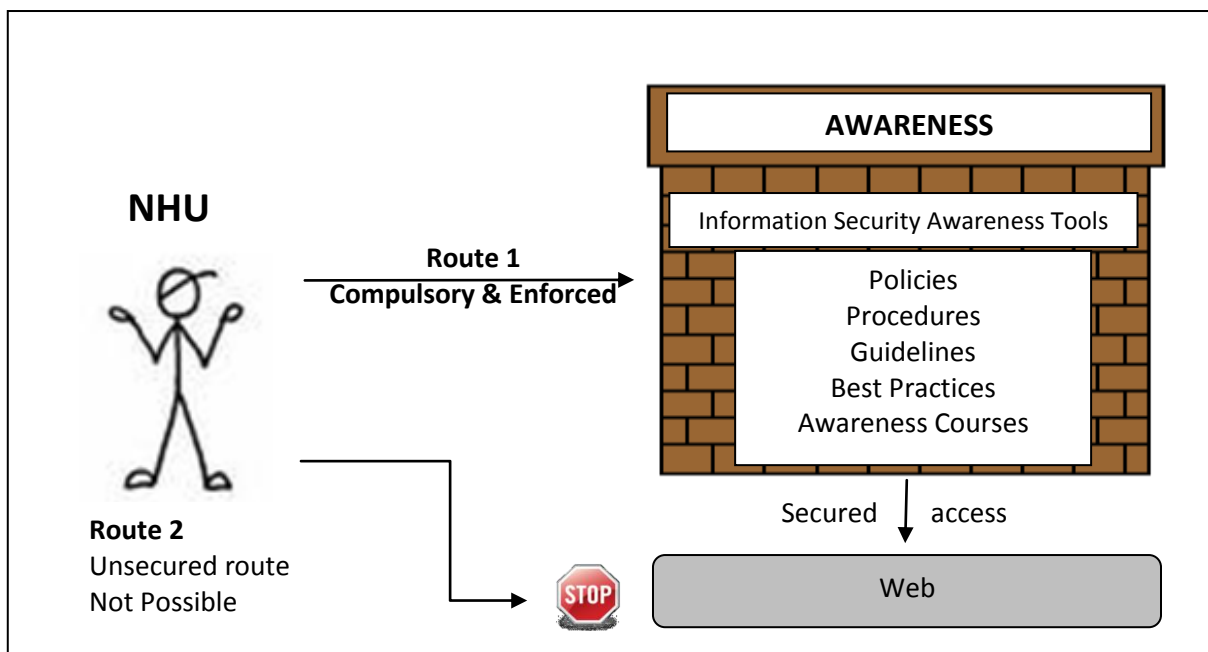 AWARENESS
Information Security Awareness Tools
Policies
Procedures
Guidelines
Best Practices
Awareness Courses
NHU
Route 1
Compulsory & Enforced
Route 2
Unsecured route
Not Possible
STOP
Secured access
Web